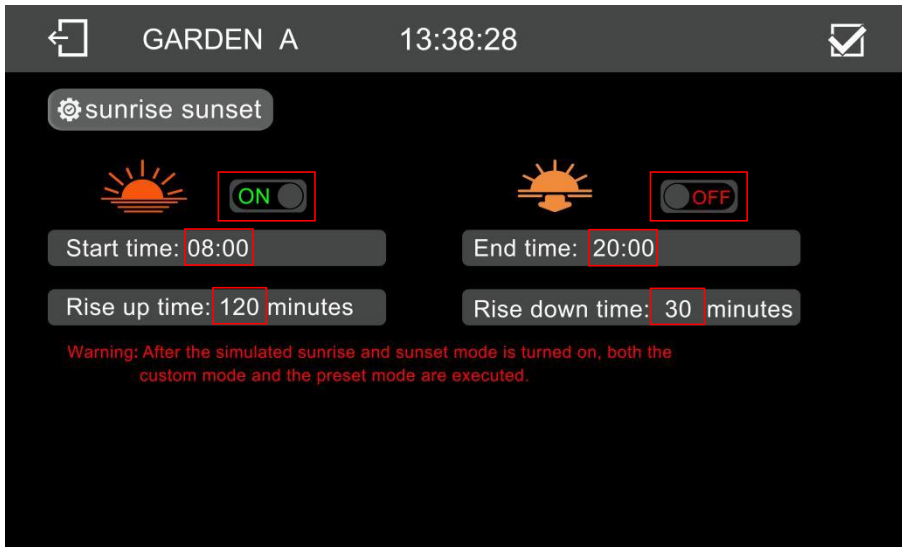 GARDEN A 13:38:28
sunrise sunset
ON OFF
Start time: 08:00 End time: 20:00
Rise up time: 120 minutes Rise down time: 30 minutes
Warning: After the simulated sunrise and sunset mode is turned on, both the
custom mode and the preset mode are executed.